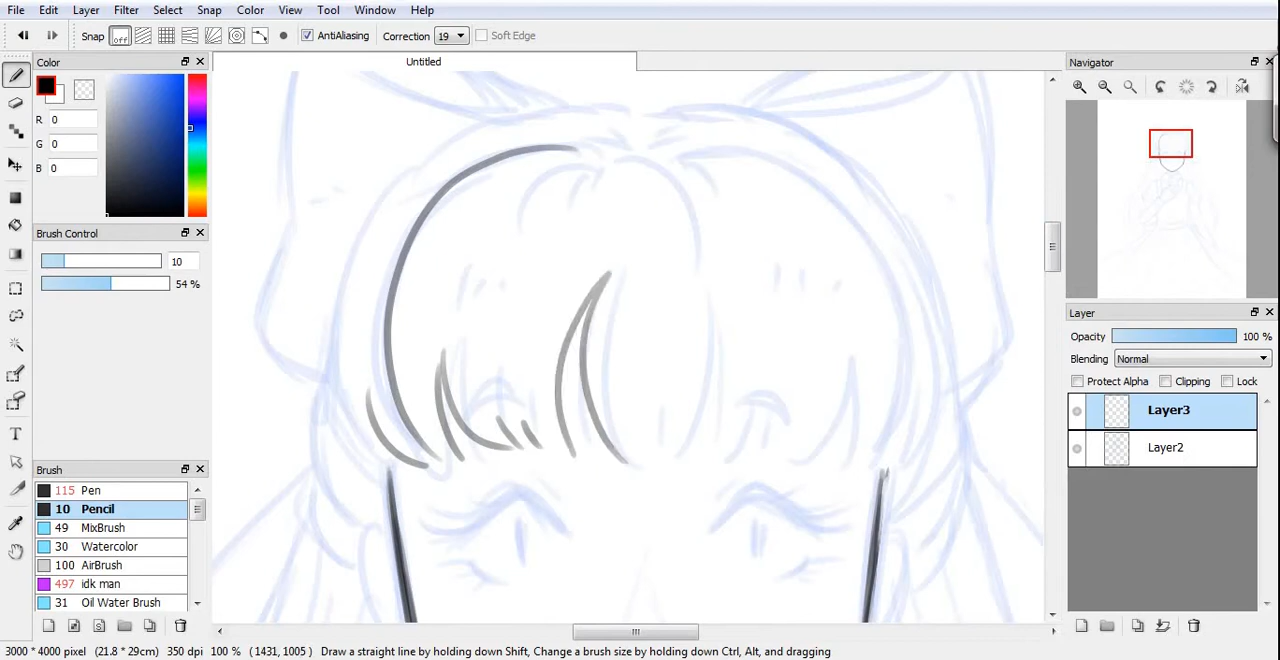 File Edit Layer Filter Select Snap Color View Tool Window Help
Snap off AntiAliasing Correction 19 Soft Edge
Color
Untitled
Navigator
R 0
G 0
B 0
Brush Control
10
54 %
Layer
Opacity 100 %
Blending Normal
Protect Alpha Clipping Lock
Layer3
Layer2
Brush
115 Pen
10 Pencil
49 MixBrush
30 Watercolor
100 AirBrush
497 idk man
31 Oil Water Brush
3000 * 4000 pixel (21.8 * 29cm) 350 dpi 100 % (1431, 1005) Draw a straight line by holding down Shift, Change a brush size by holding down Ctrl, Alt, and dragging